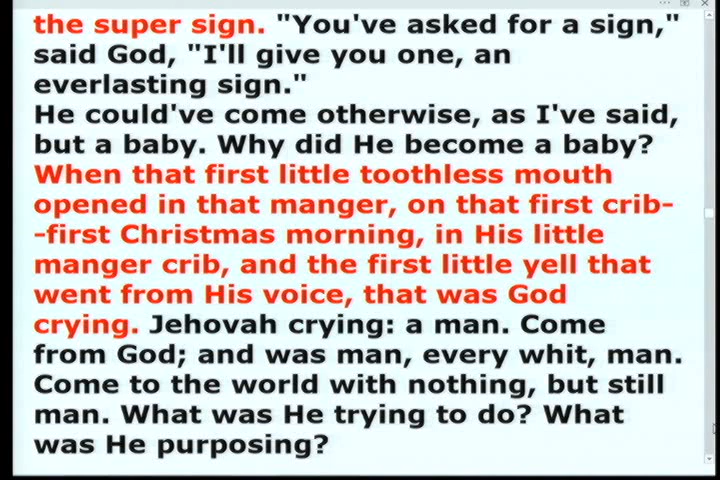 the super sign. "You've asked for a sign,"
said God, "I'll give you one, an
everlasting sign."
He could've come otherwise, as I've said,
but a baby. Why did He become a baby?
When that first little toothless mouth
opened in that manger, on that first crib-
-first Christmas morning, in His little
manger crib, and the first little yell that
went from His voice, that was God
crying. Jehovah crying: a man. Come
from God; and was man, every whit, man.
Come to the world with nothing, but still
man. What was He trying to do? What
was He purposing?